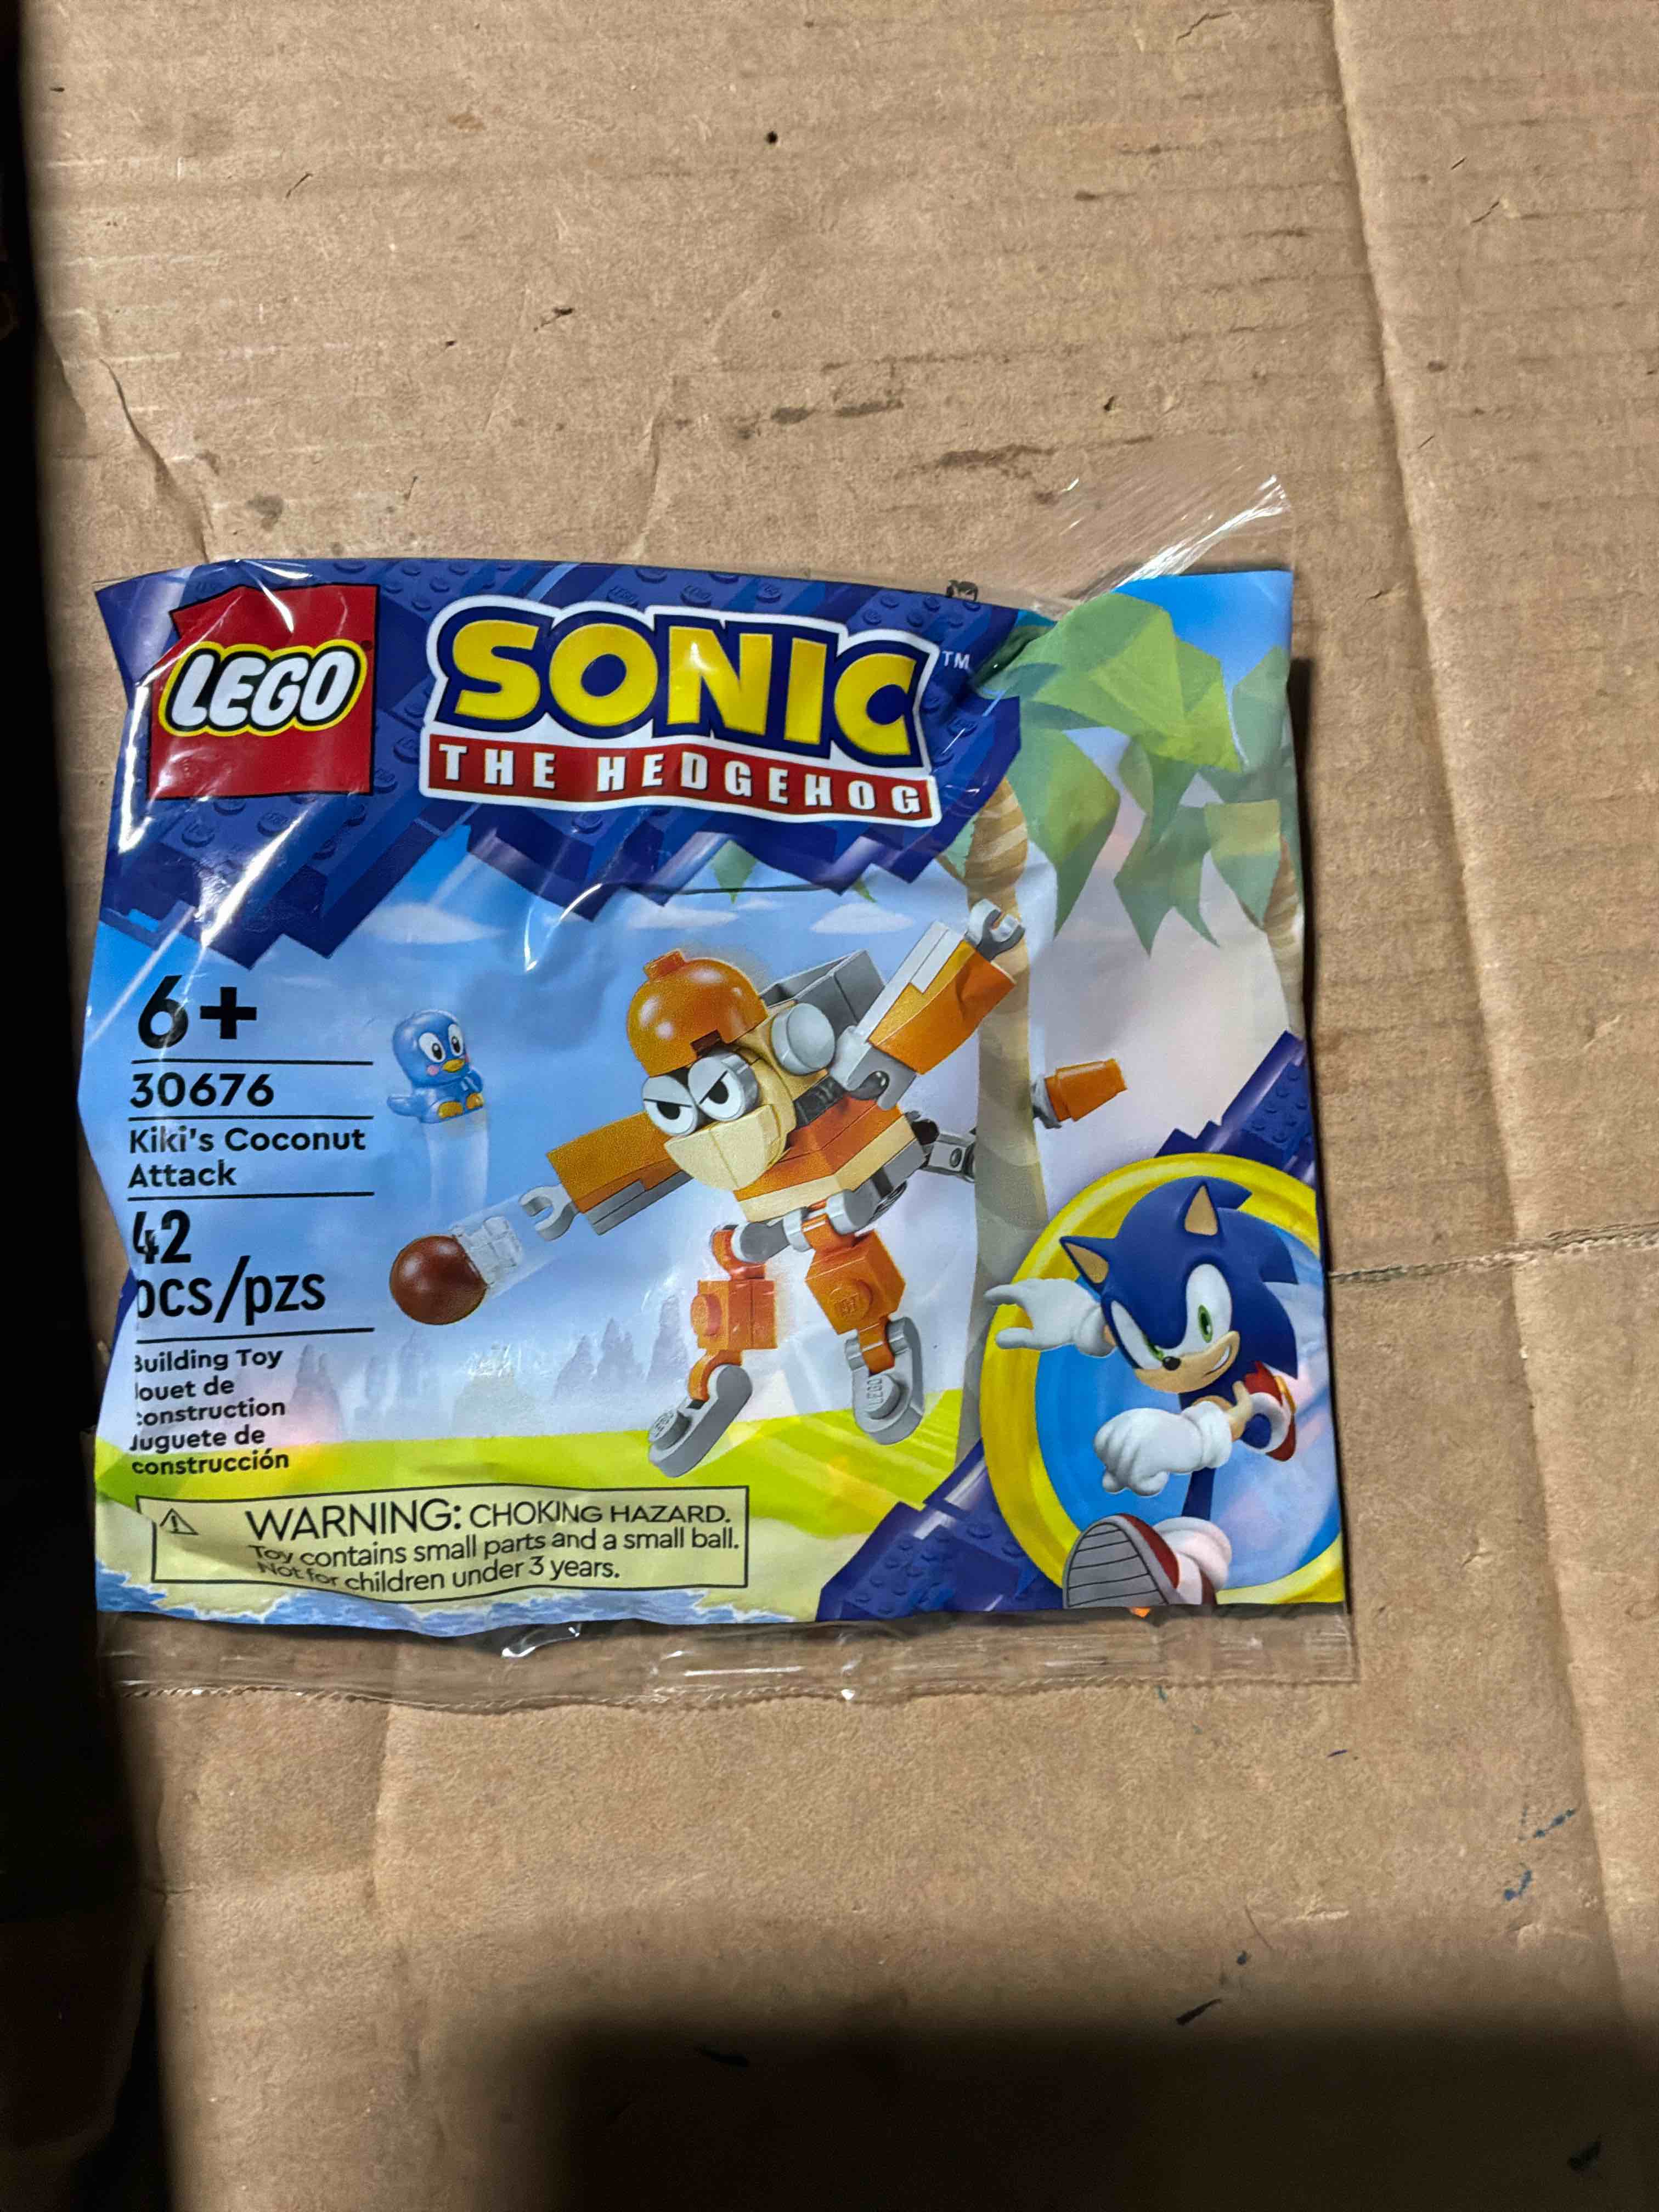 LEGO
SONIC™
THE HEDGEHOG
6+
30676
Kiki's Coconut
Attack
42
pcs/pzs
Building Toy
Jouet de
construction
Juguete de
construcción
WARNING: CHOKING HAZARD.
Toy contains small parts and a small ball.
Not for children under 3 years.